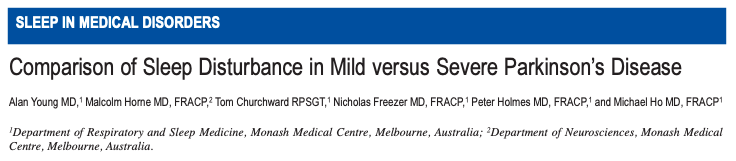 SLEEP IN MEDICAL DISORDERS
Comparison of Sleep Disturbance in Mild versus Severe Parkinson's Disease
Alan Young MD,¹ Malcolm Horne MD, FRACP,² Tom Churchward RPSGT,¹ Nicholas Freezer MD, FRACP,¹ Peter Holmes MD, FRACP,¹ and Michael Ho MD, FRACP¹
¹Department of Respiratory and Sleep Medicine, Monash Medical Centre, Melbourne, Australia; ²Department of Neurosciences, Monash Medical
Centre, Melbourne, Australia.